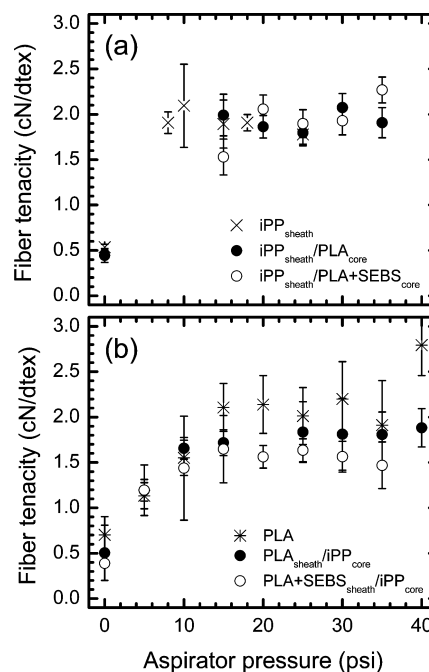 (a)
Fiber tenacity (cN/dtex)
3.0
2.5
2.0
1.5
1.0
0.5
0.0
iPPsheath
iPPsheath/PLAcore
iPPsheath/PLA+SEBScore
(b)
Fiber tenacity (cN/dtex)
3.0
2.5
2.0
1.5
1.0
0.5
0.0
PLA
PLAsheath/iPPcore
PLA+SEBSsheath/iPPcore
0 10 20 30 40
Aspirator pressure (psi)